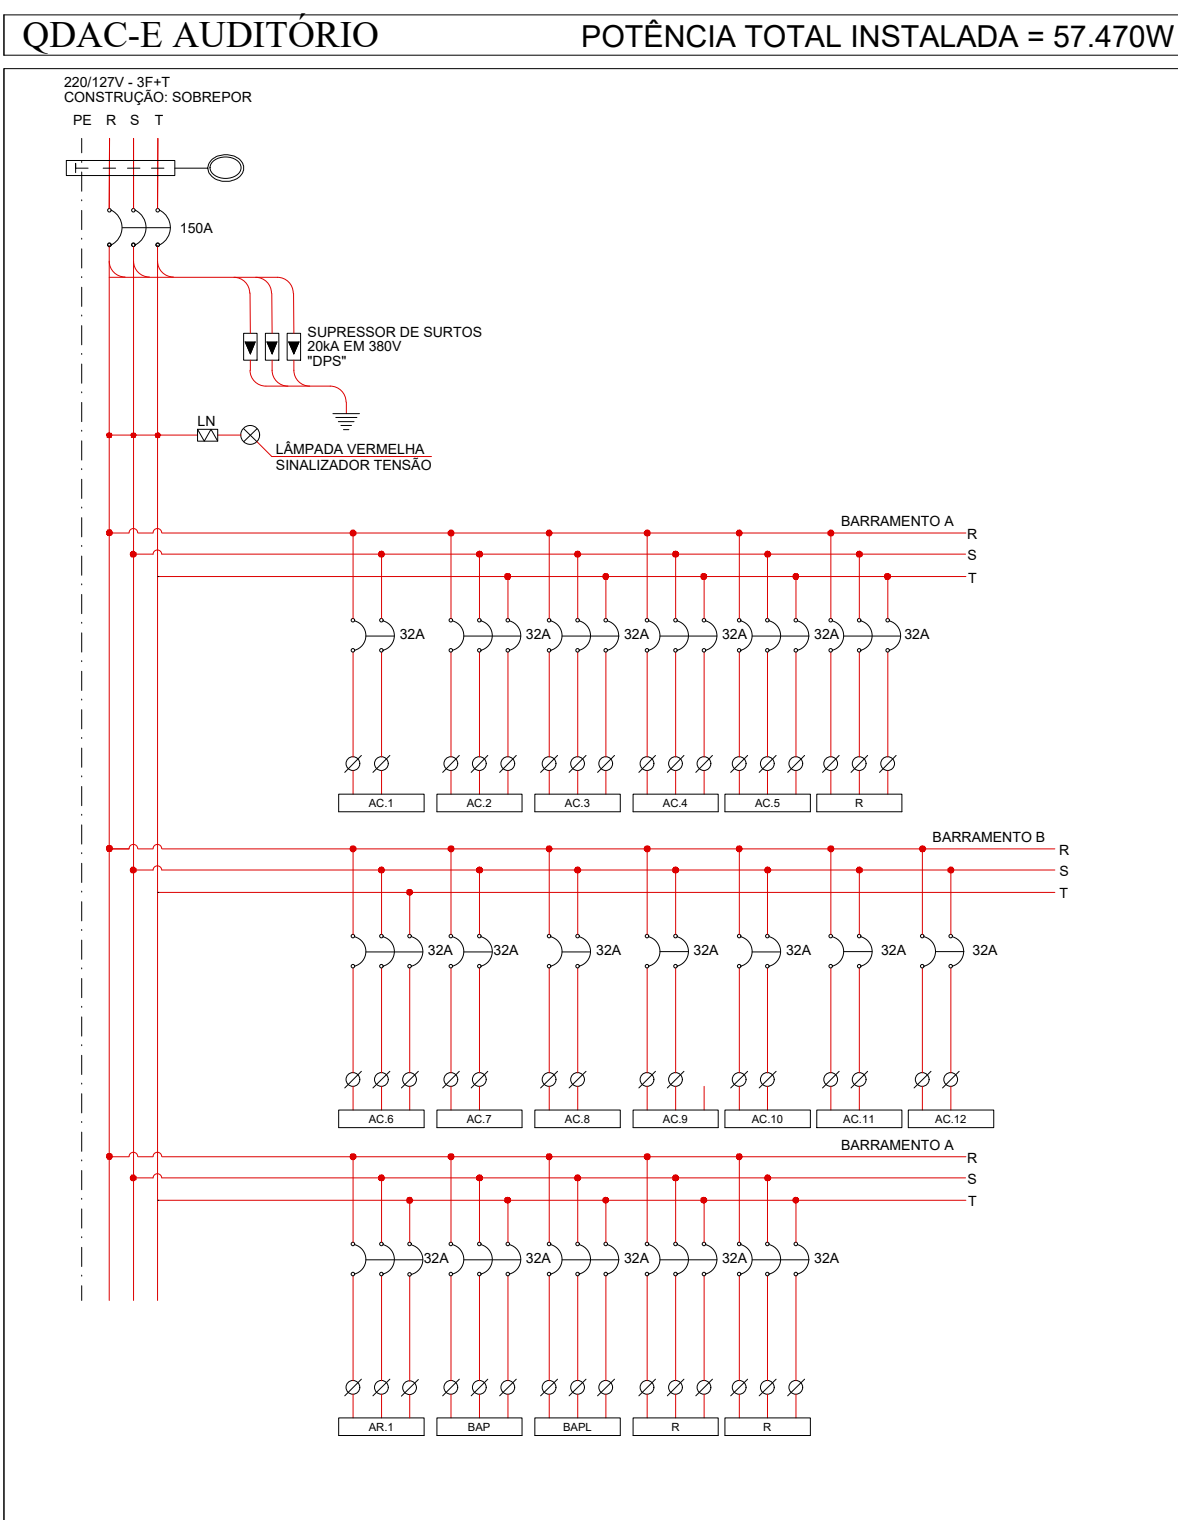 QDAC-E AUDITÓRIO
POTÊNCIA TOTAL INSTALADA = 57.470W
220/127V - 3F+T
CONSTRUÇÃO: SOBREPOR
PE R S T
150A
SUPRESSOR DE SURTOS
20kA EM 380V
"DPS"
LN
LÂMPADA VERMELHA
SINALIZADOR TENSÃO
BARRAMENTO A
R
S
T
32A 32A 32A 32A 32A 32A
AC.1 AC.2 AC.3 AC.4 AC.5 R
BARRAMENTO B
R
S
T
32A 32A 32A 32A 32A 32A 32A
AC.6 AC.7 AC.8 AC.9 AC.10 AC.11 AC.12
BARRAMENTO A
R
S
T
32A 32A 32A 32A 32A
AR.1 BAP BAPL R R